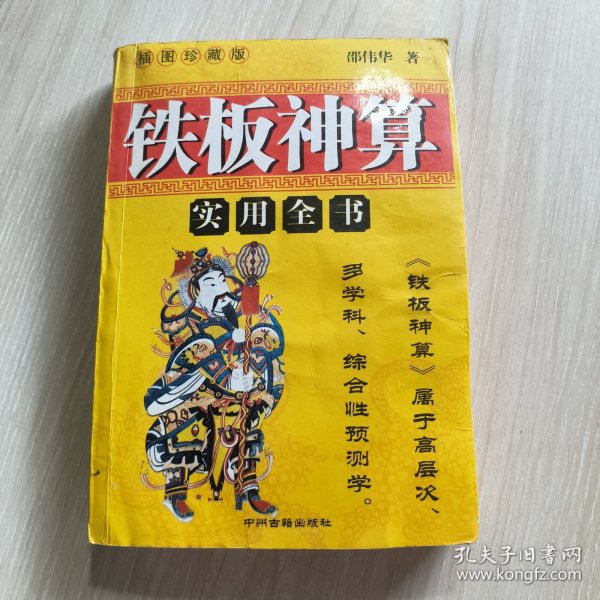 插图珍藏版
邵伟华 著
铁板神算
实用全书
《铁板神算》属于高层次、
多学科、综合性预测学。
中州古籍出版社
孔夫子旧书网
www.kongfz.com